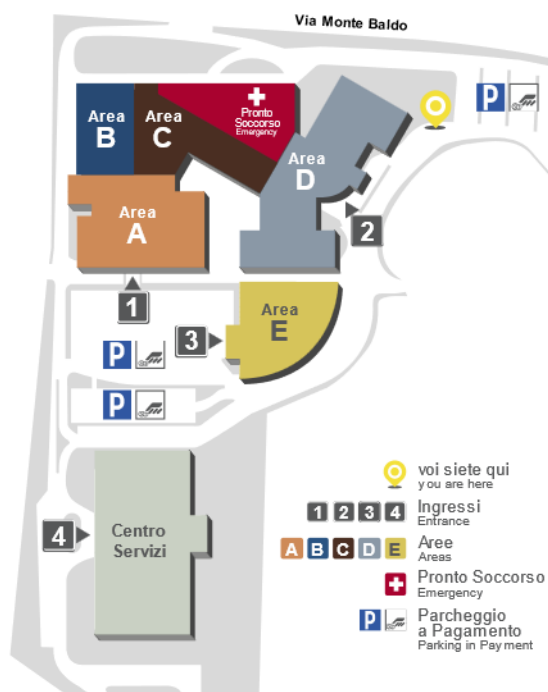 Via Monte Baldo
P
Pronto
Soccorso
Emergency
Area
B
Area
C
Area
D
Area
A
2
1
Area
E
3
P
P
4
Centro
Servizi
voi siete qui
you are here
1 2 3 4 Ingressi
Entrance
A B C D E Aree
Areas
Pronto Soccorso
Emergency
P Parcheggio
a Pagamento
Parking in Payment